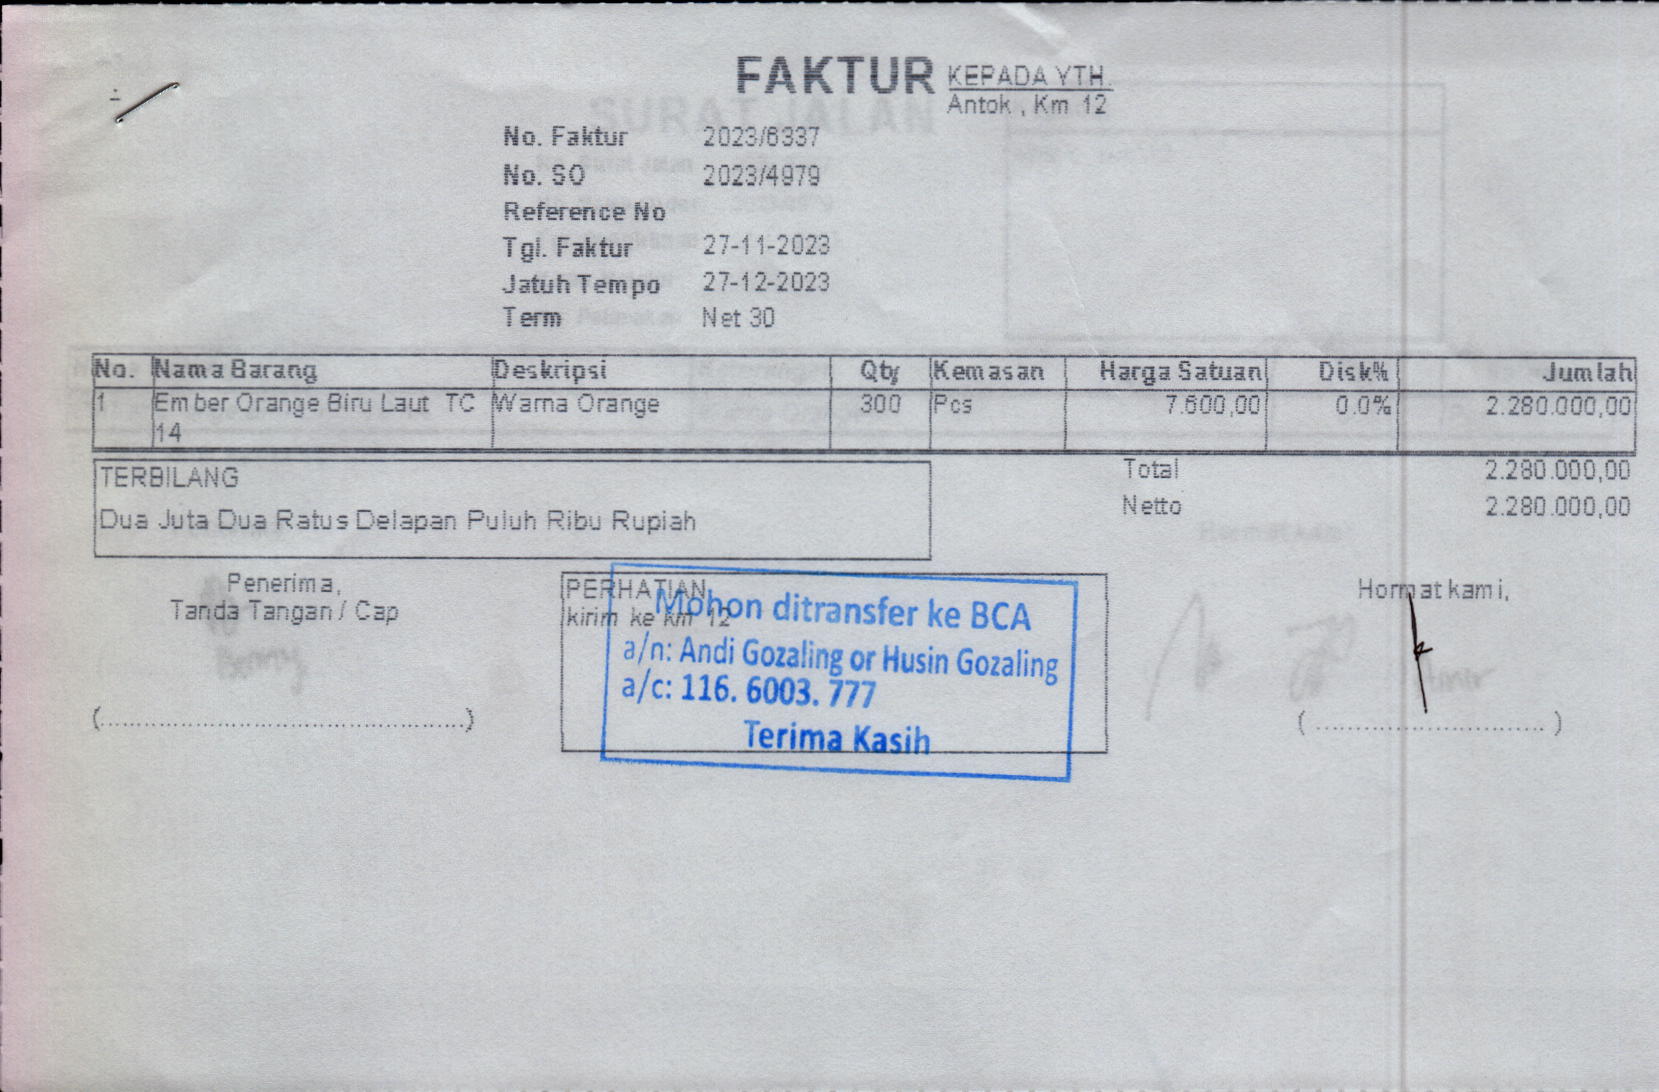 FAKTUR
KEPADA YTH.
Antok , Km 12
No. Faktur 2023/6337
No. SO 2023/4979
Reference No
Tgl. Faktur 27-11-2023
Jatuh Tempo 27-12-2023
Term Net 30
No. Nama Barang Deskripsi Qty Kemasan Harga Satuan Disk% Jumlah
1 Ember Orange Biru Laut TC Warna Orange 300 Pcs 7.600,00 0.0% 2.280.000,00
14
TERBILANG
Dua Juta Dua Ratus Delapan Puluh Ribu Rupiah
Total 2.280.000,00
Netto 2.280.000,00
Penerima,
Tanda Tangan / Cap
(.................................................)
PERHATIAN,
kirim ke km 12
Mohon ditransfer ke BCA
a/n: Andi Gozaling or Husin Gozaling
a/c: 116. 6003. 777
Terima Kasih
Hormat kami,
( ............................... )